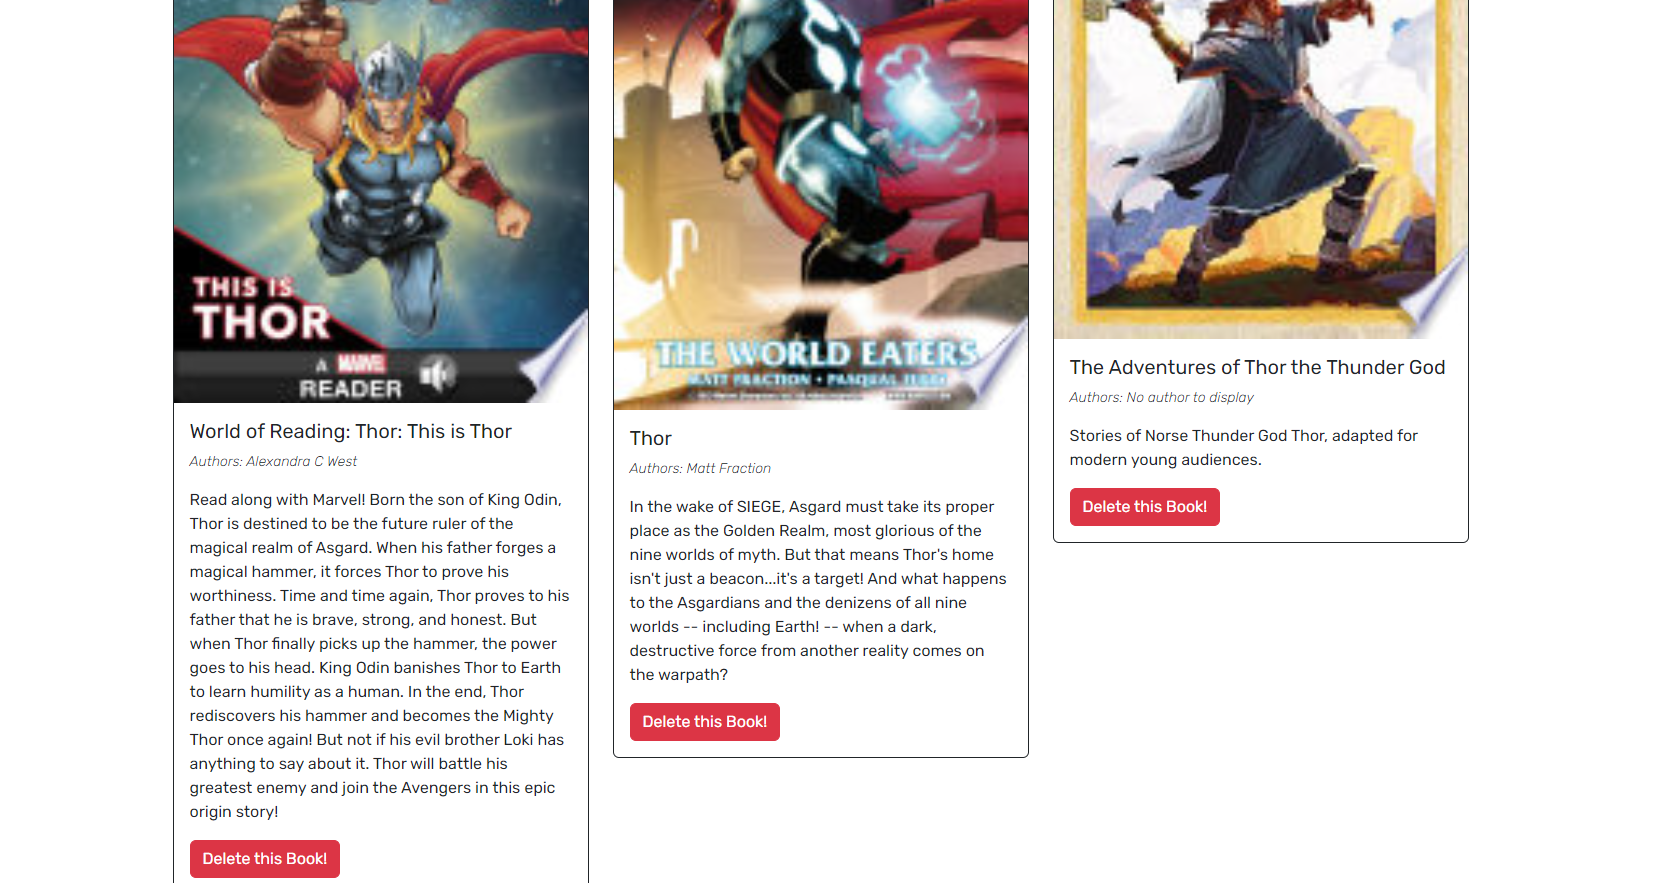 THIS IS
THOR
A MARVEL
READER
World of Reading: Thor: This is Thor
Authors: Alexandra C West
Read along with Marvel! Born the son of King Odin,
Thor is destined to be the future ruler of the
magical realm of Asgard. When his father forges a
magical hammer, it forces Thor to prove his
worthiness. Time and time again, Thor proves to his
father that he is brave, strong, and honest. But
when Thor finally picks up the hammer, the power
goes to his head. King Odin banishes Thor to Earth
to learn humility as a human. In the end, Thor
rediscovers his hammer and becomes the Mighty
Thor once again! But not if his evil brother Loki has
anything to say about it. Thor will battle his
greatest enemy and join the Avengers in this epic
origin story!
Delete this Book!
THE WORLD EATERS
MATT FRACTION • PASQUAL
Thor
Authors: Matt Fraction
In the wake of SIEGE, Asgard must take its proper
place as the Golden Realm, most glorious of the
nine worlds of myth. But that means Thor's home
isn't just a beacon...it's a target! And what happens
to the Asgardians and the denizens of all nine
worlds -- including Earth! -- when a dark,
destructive force from another reality comes on
the warpath?
Delete this Book!
The Adventures of Thor the Thunder God
Authors: No author to display
Stories of Norse Thunder God Thor, adapted for
modern young audiences.
Delete this Book!